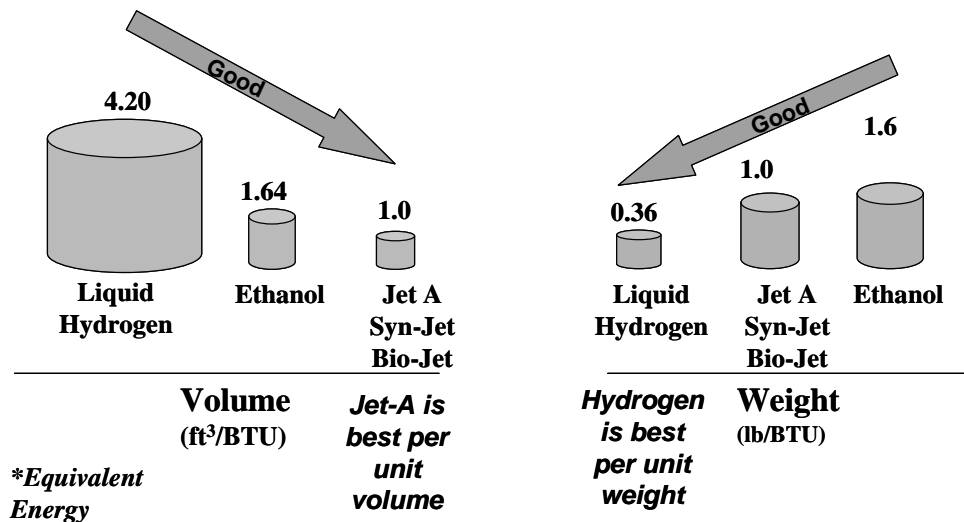 Good
4.20
1.64
1.0
Liquid
Hydrogen
Ethanol
Jet A
Syn-Jet
Bio-Jet
Volume
(ft³/BTU)
Jet-A is
best per
unit
volume
*Equivalent
Energy
Good
1.6
1.0
0.36
Liquid
Hydrogen
Jet A
Syn-Jet
Bio-Jet
Ethanol
Hydrogen
is best
per unit
weight
Weight
(lb/BTU)